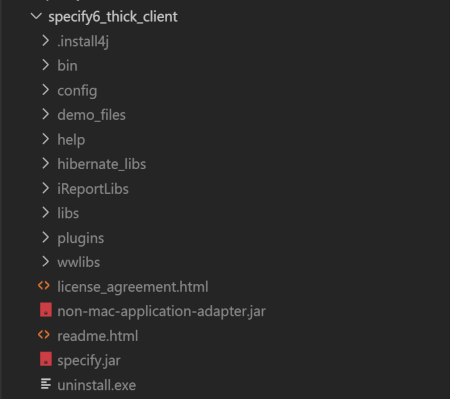 specify6_thick_client
.install4j
bin
config
demo_files
help
hibernate_libs
iReportLibs
libs
plugins
wwlibs
license_agreement.html
non-mac-application-adapter.jar
readme.html
specify.jar
uninstall.exe